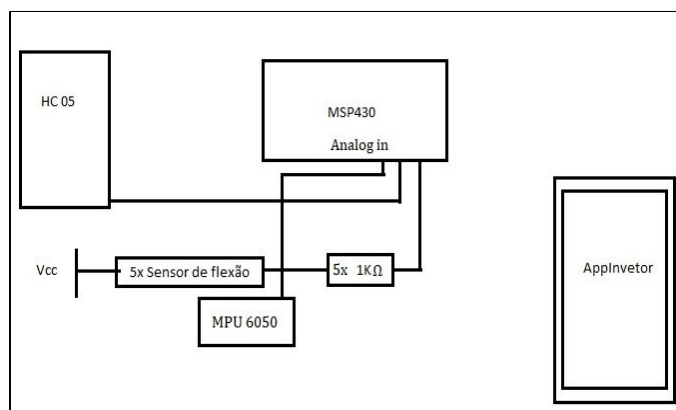 HC 05
MSP430
Analog in
Vcc
5x Sensor de flexão
5x 1KΩ
AppInvetor
MPU 6050